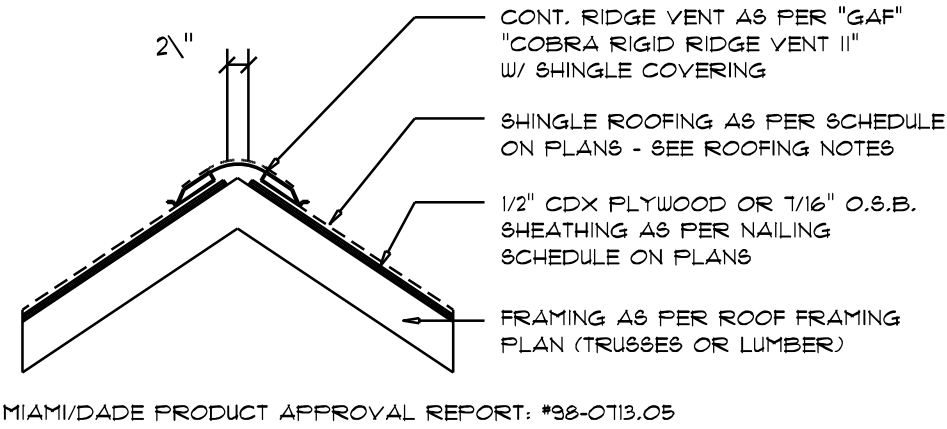 2\"
CONT. RIDGE VENT AS PER "GAF"
"COBRA RIGID RIDGE VENT II"
W/ SHINGLE COVERING
SHINGLE ROOFING AS PER SCHEDULE
ON PLANS - SEE ROOFING NOTES
1/2" CDX PLYWOOD OR 7/16" O.S.B.
SHEATHING AS PER NAILING
SCHEDULE ON PLANS
FRAMING AS PER ROOF FRAMING
PLAN (TRUSSES OR LUMBER)
MIAMI/DADE PRODUCT APPROVAL REPORT: #98-0713.05